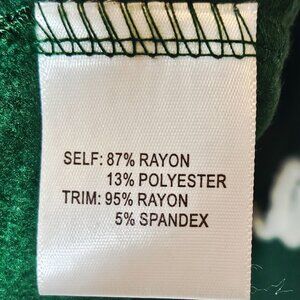 SELF: 87% RAYON
13% POLYESTER
TRIM: 95% RAYON
5% SPANDEX